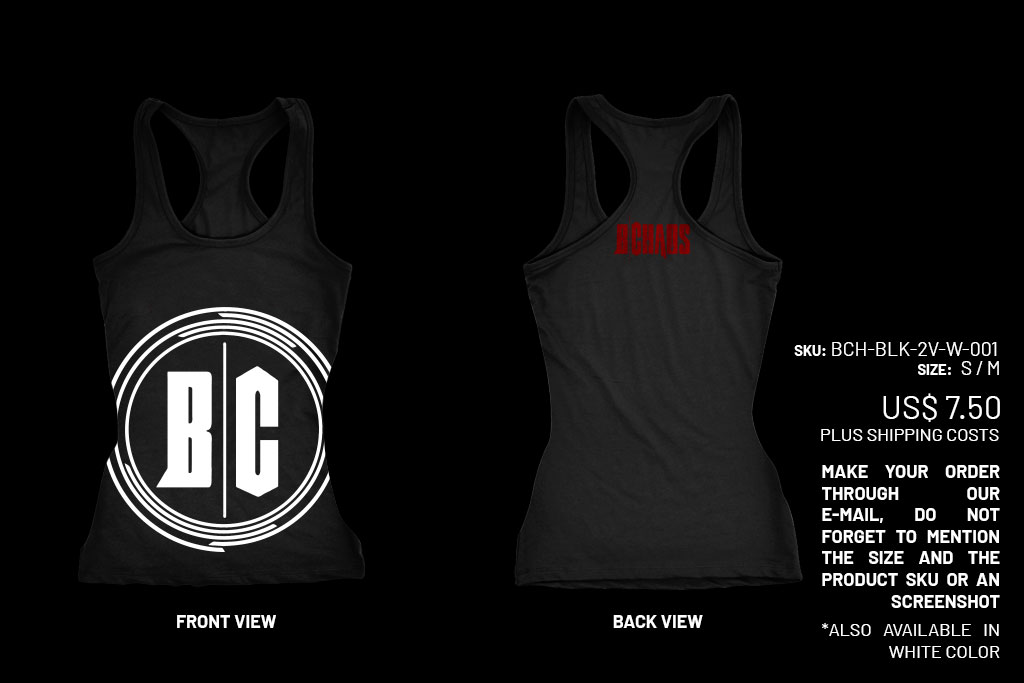 B C
SKU: BCH-BLK-2V-W-001
SIZE: S / M
US$ 7.50
PLUS SHIPPING COSTS
MAKE YOUR ORDER
THROUGH OUR
E-MAIL, DO NOT
FORGET TO MENTION
THE SIZE AND THE
PRODUCT SKU OR AN
SCREENSHOT
*ALSO AVAILABLE IN
WHITE COLOR
FRONT VIEW
BACK VIEW